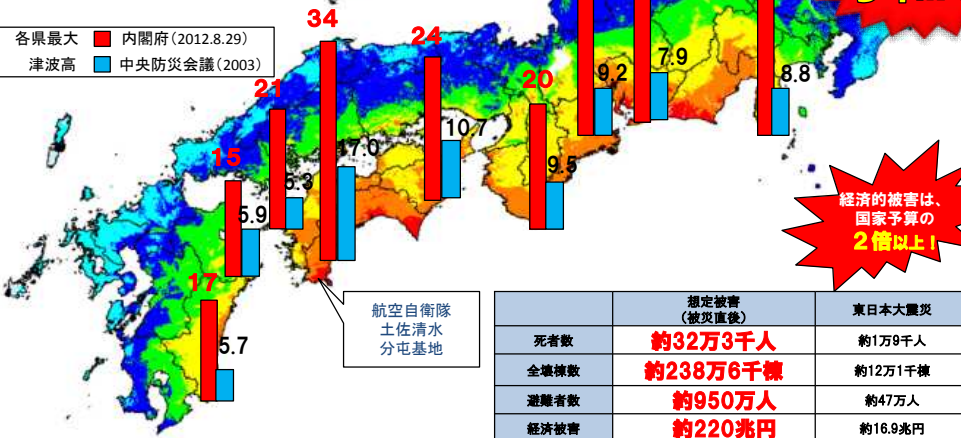 各県最大 内閣府(2012.8.29)
津波高 中央防災会議(2003)
34
24
21
20
15
17
17.0
10.7
9.2
7.9
8.8
9.5
5.3
5.9
5.7
経済的被害は、
国家予算の
2倍以上!
航空自衛隊
土佐清水
分屯基地
想定被害
(被災直後) 東日本大震災
死者数 約32万3千人 約1万9千人
全壊棟数 約238万6千棟 約12万1千棟
避難者数 約950万人 約47万人
経済被害 約220兆円 約16.9兆円